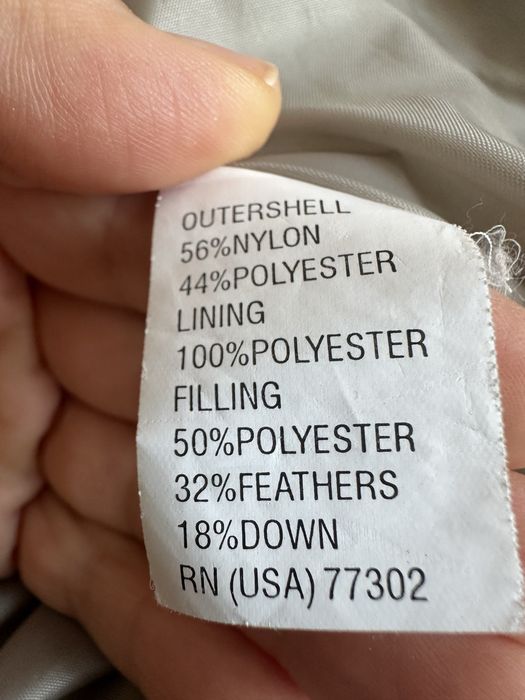 OUTERSHELL
56%NYLON
44%POLYESTER
LINING
100%POLYESTER
FILLING
50%POLYESTER
32%FEATHERS
18%DOWN
RN (USA) 77302